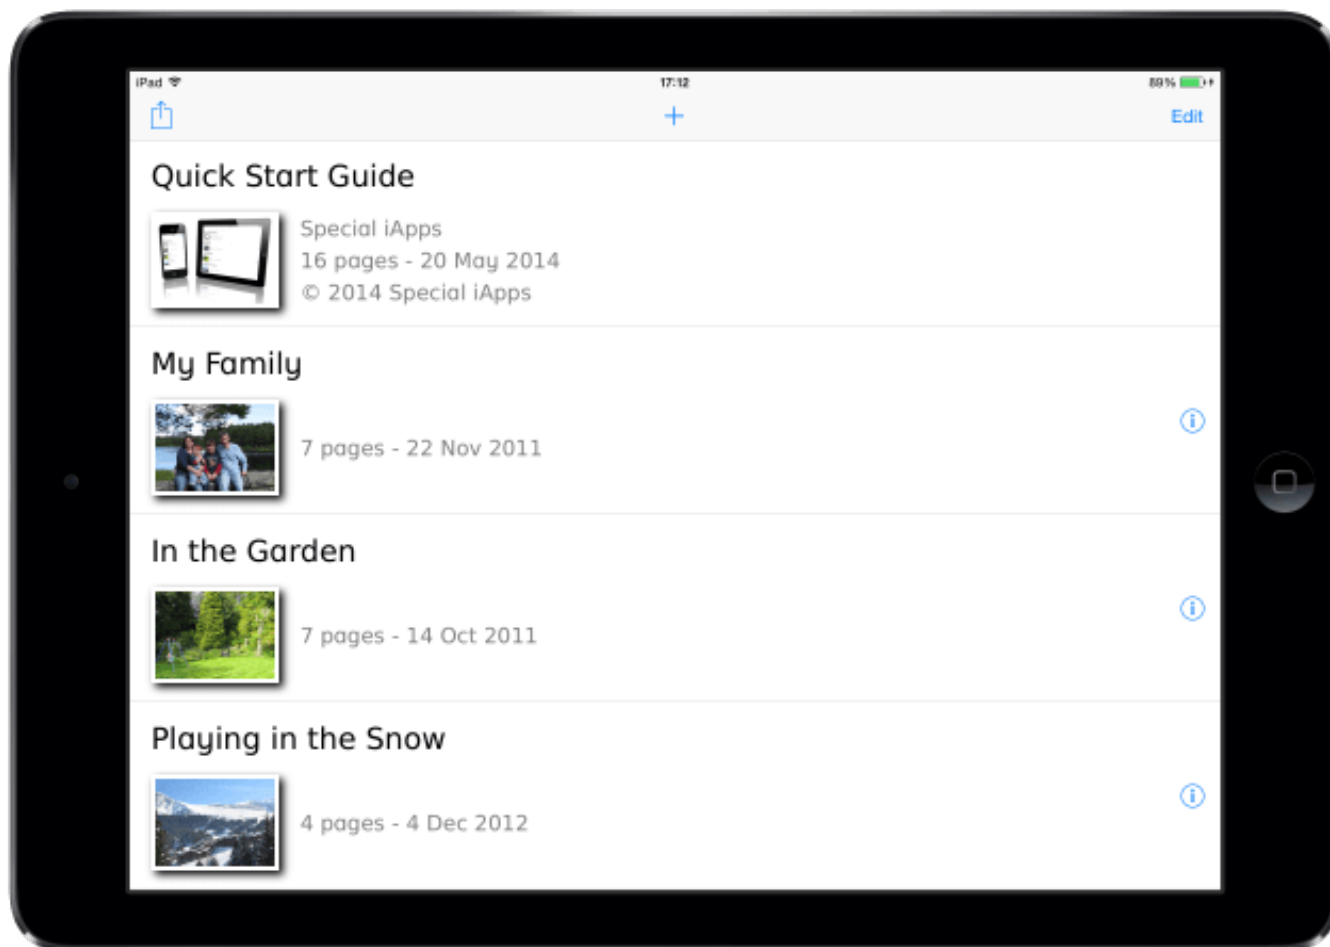 iPad 17:12 89%
Edit
Quick Start Guide
Special iApps
16 pages - 20 May 2014
© 2014 Special iApps
My Family
7 pages - 22 Nov 2011
In the Garden
7 pages - 14 Oct 2011
Playing in the Snow
4 pages - 4 Dec 2012